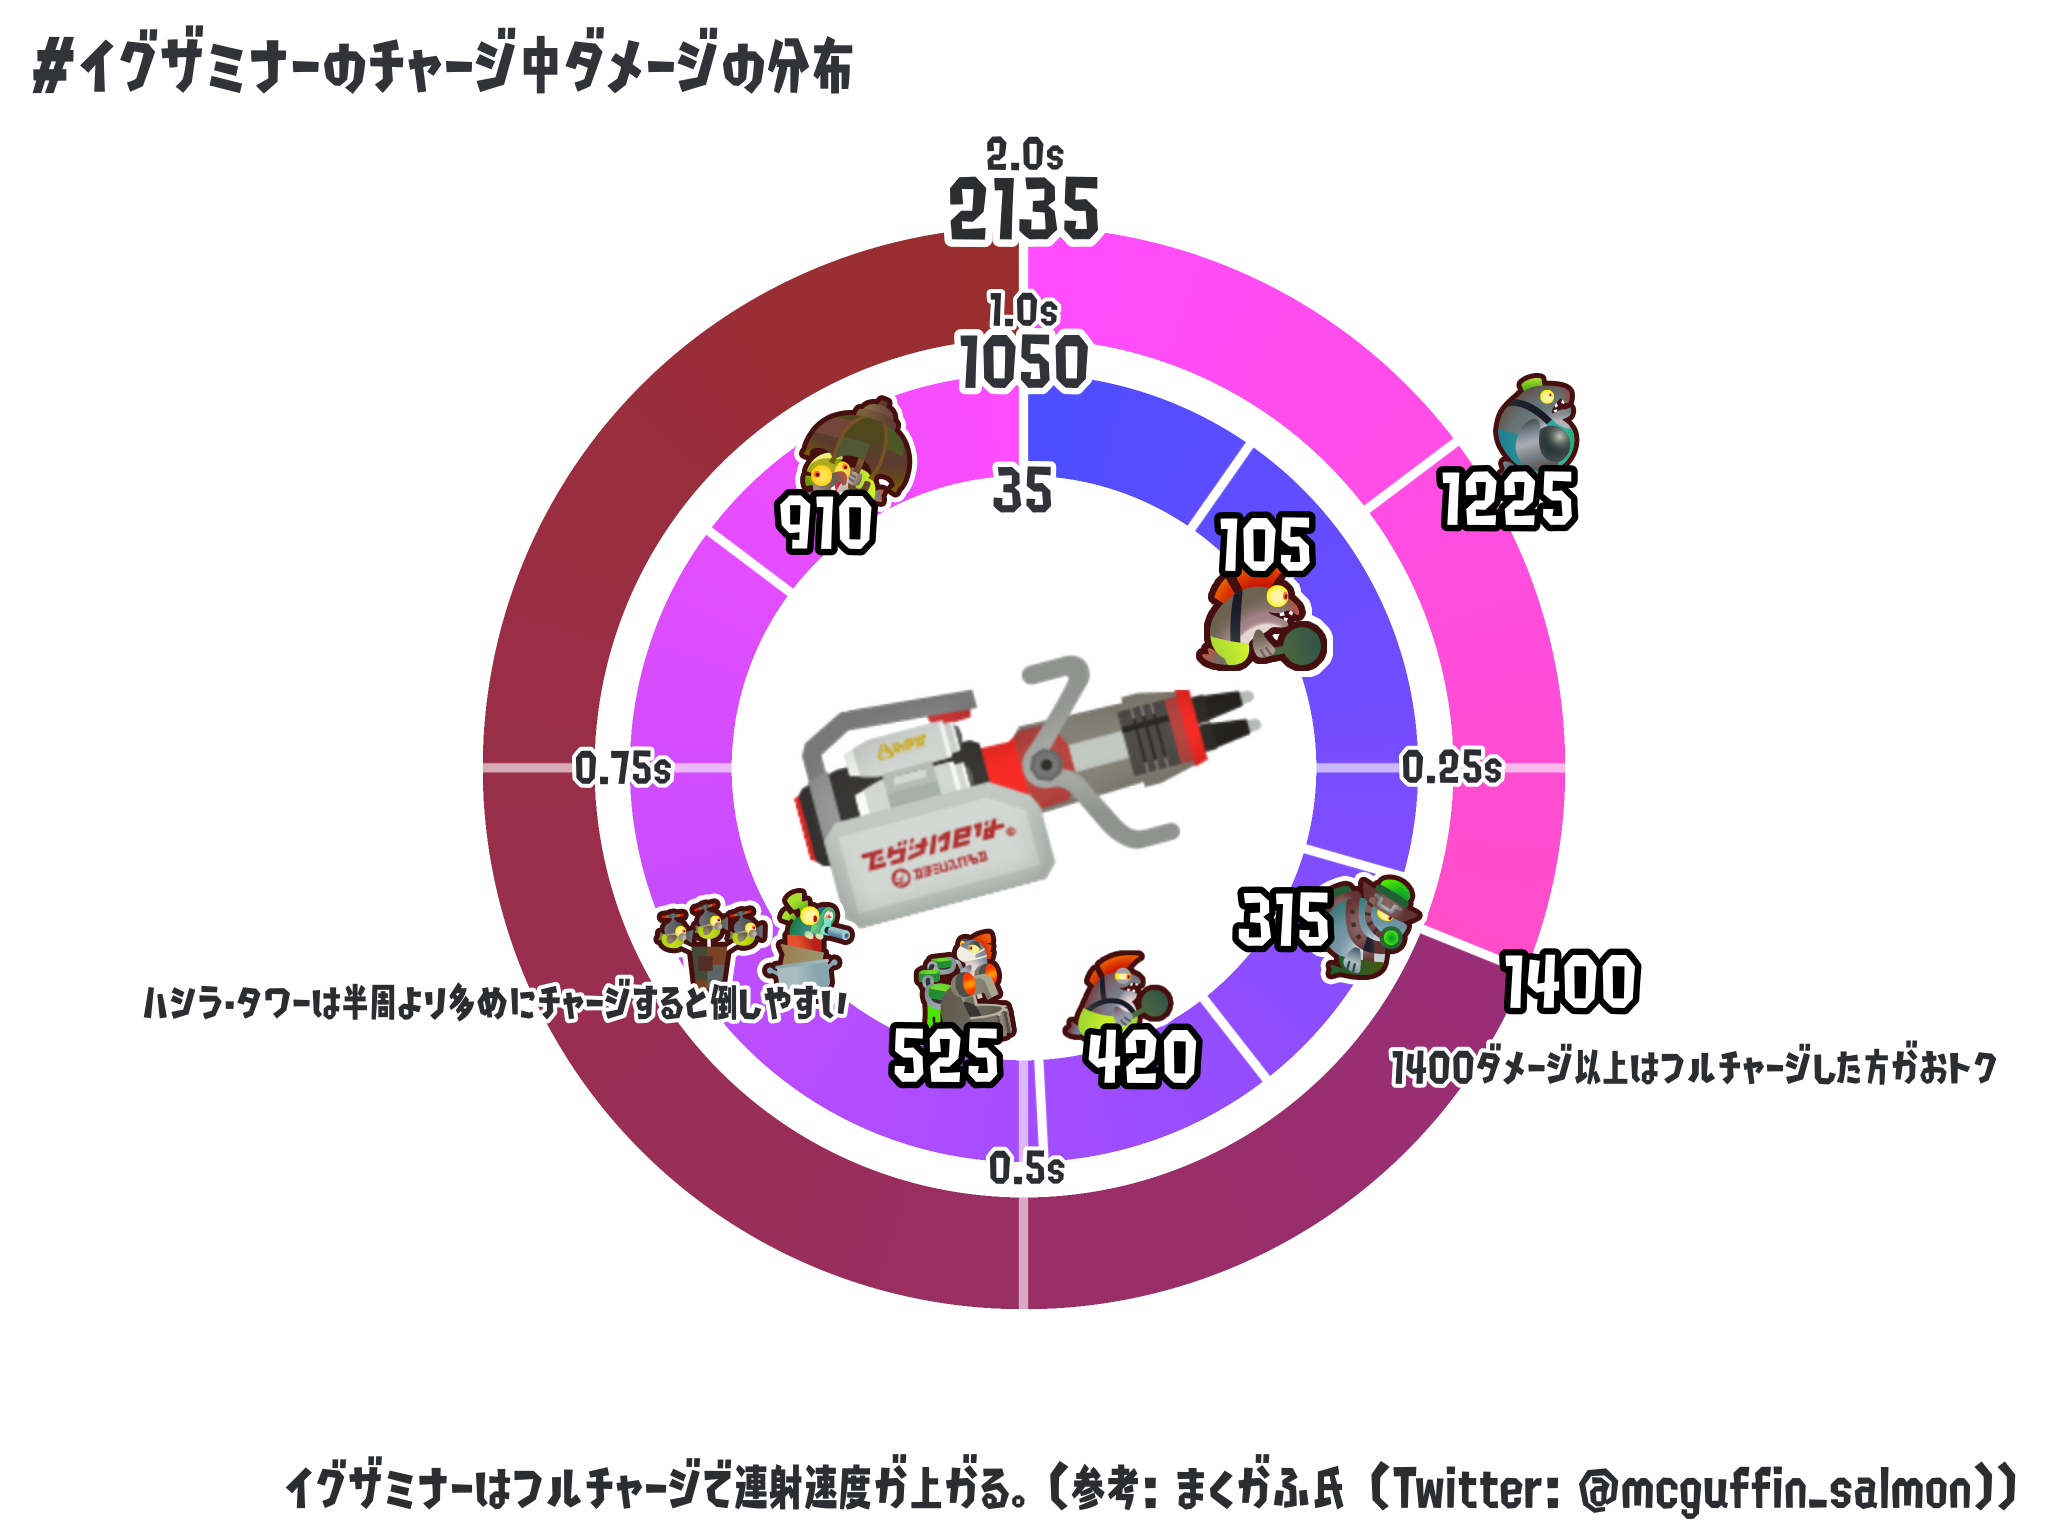 #イグザミナーのチャージ中ダメージの分布
2.0s
2135
1.0s
1050
35
910
105
1225
0.75s
0.25s
315
1400
ハシラ・タワーは半周より多めにチャージすると倒しやすい
525
420
1400ダメージ以上はフルチャージした方がおトク
0.5s
イグザミナーはフルチャージで連射速度が上がる。(参考: まくがふ氏 (Twitter: @mcguffin_salmon))